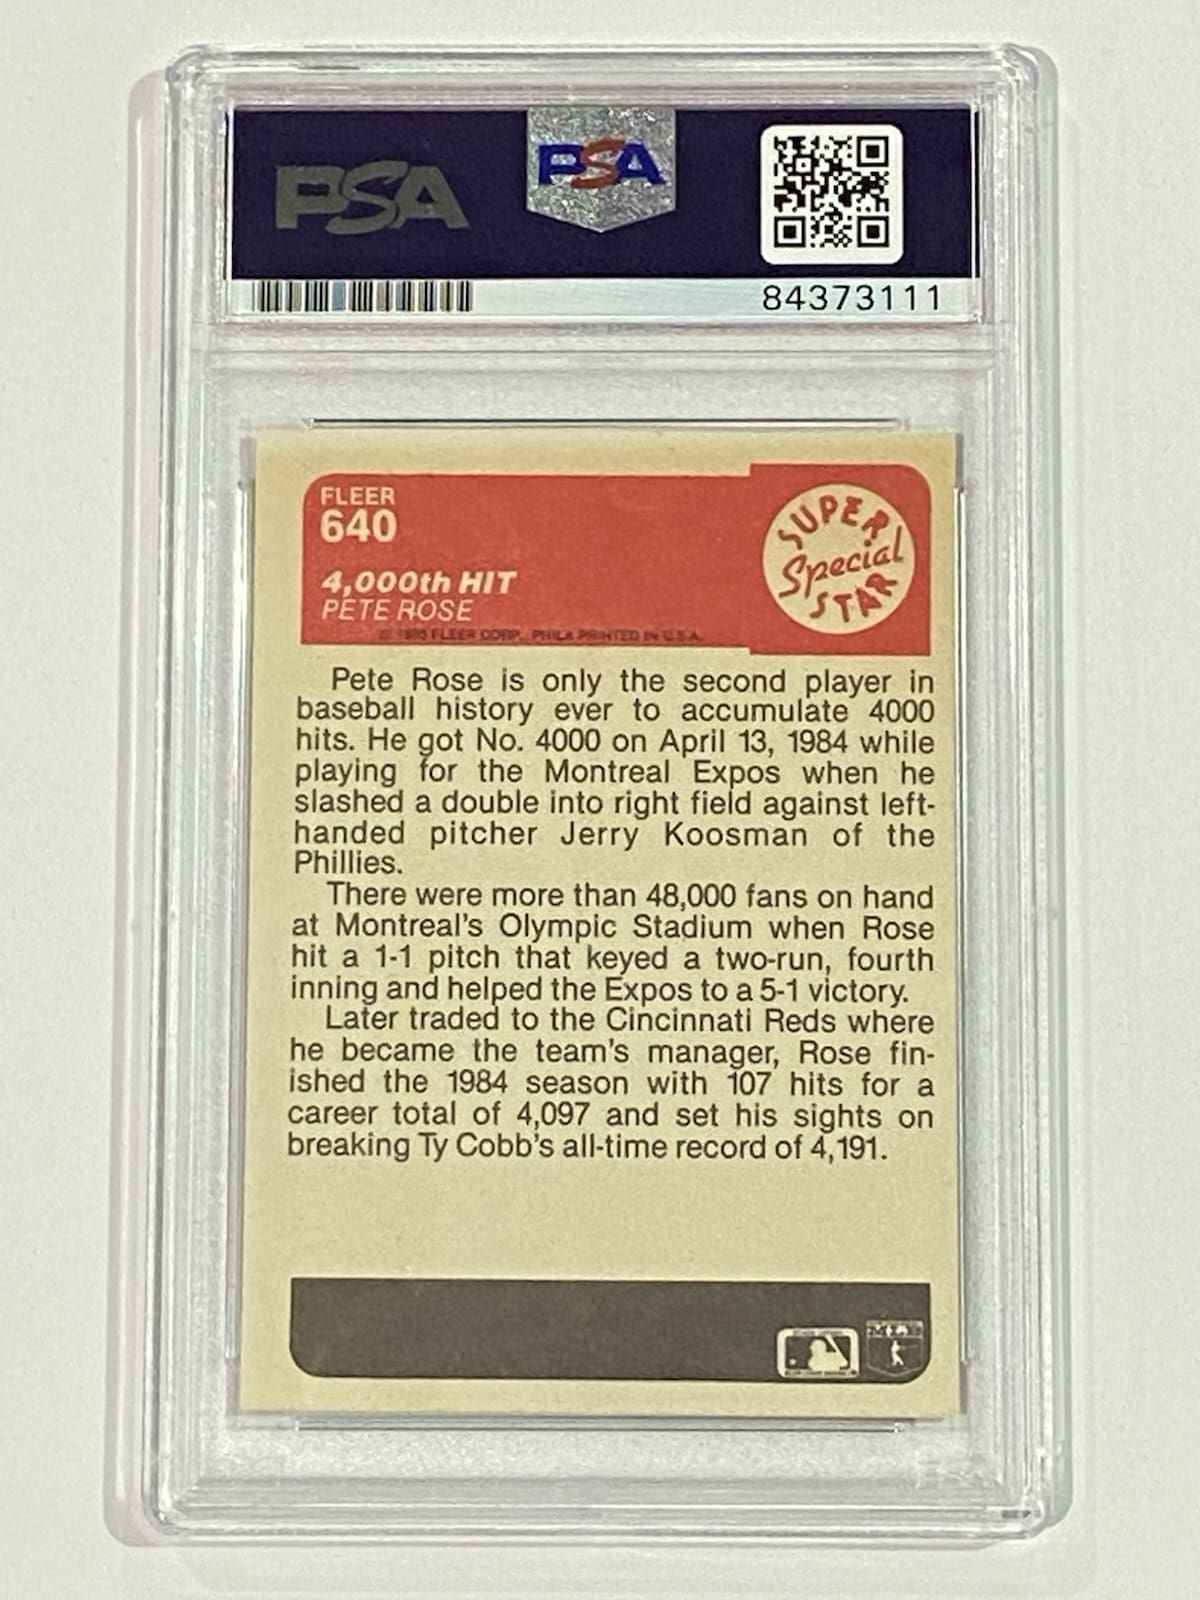 PSA
PSA
84373111
FLEER
640
SUPER
Special
STAR
4,000th HIT
PETE ROSE
© 1985 FLEER CORP. PHILA PRINTED IN U.S.A.
Pete Rose is only the second player in
baseball history ever to accumulate 4000
hits. He got No. 4000 on April 13, 1984 while
playing for the Montreal Expos when he
slashed a double into right field against left-
handed pitcher Jerry Koosman of the
Phillies.
There were more than 48,000 fans on hand
at Montreal's Olympic Stadium when Rose
hit a 1-1 pitch that keyed a two-run, fourth
inning and helped the Expos to a 5-1 victory.
Later traded to the Cincinnati Reds where
he became the team's manager, Rose fin-
ished the 1984 season with 107 hits for a
career total of 4,097 and set his sights on
breaking Ty Cobb's all-time record of 4,191.